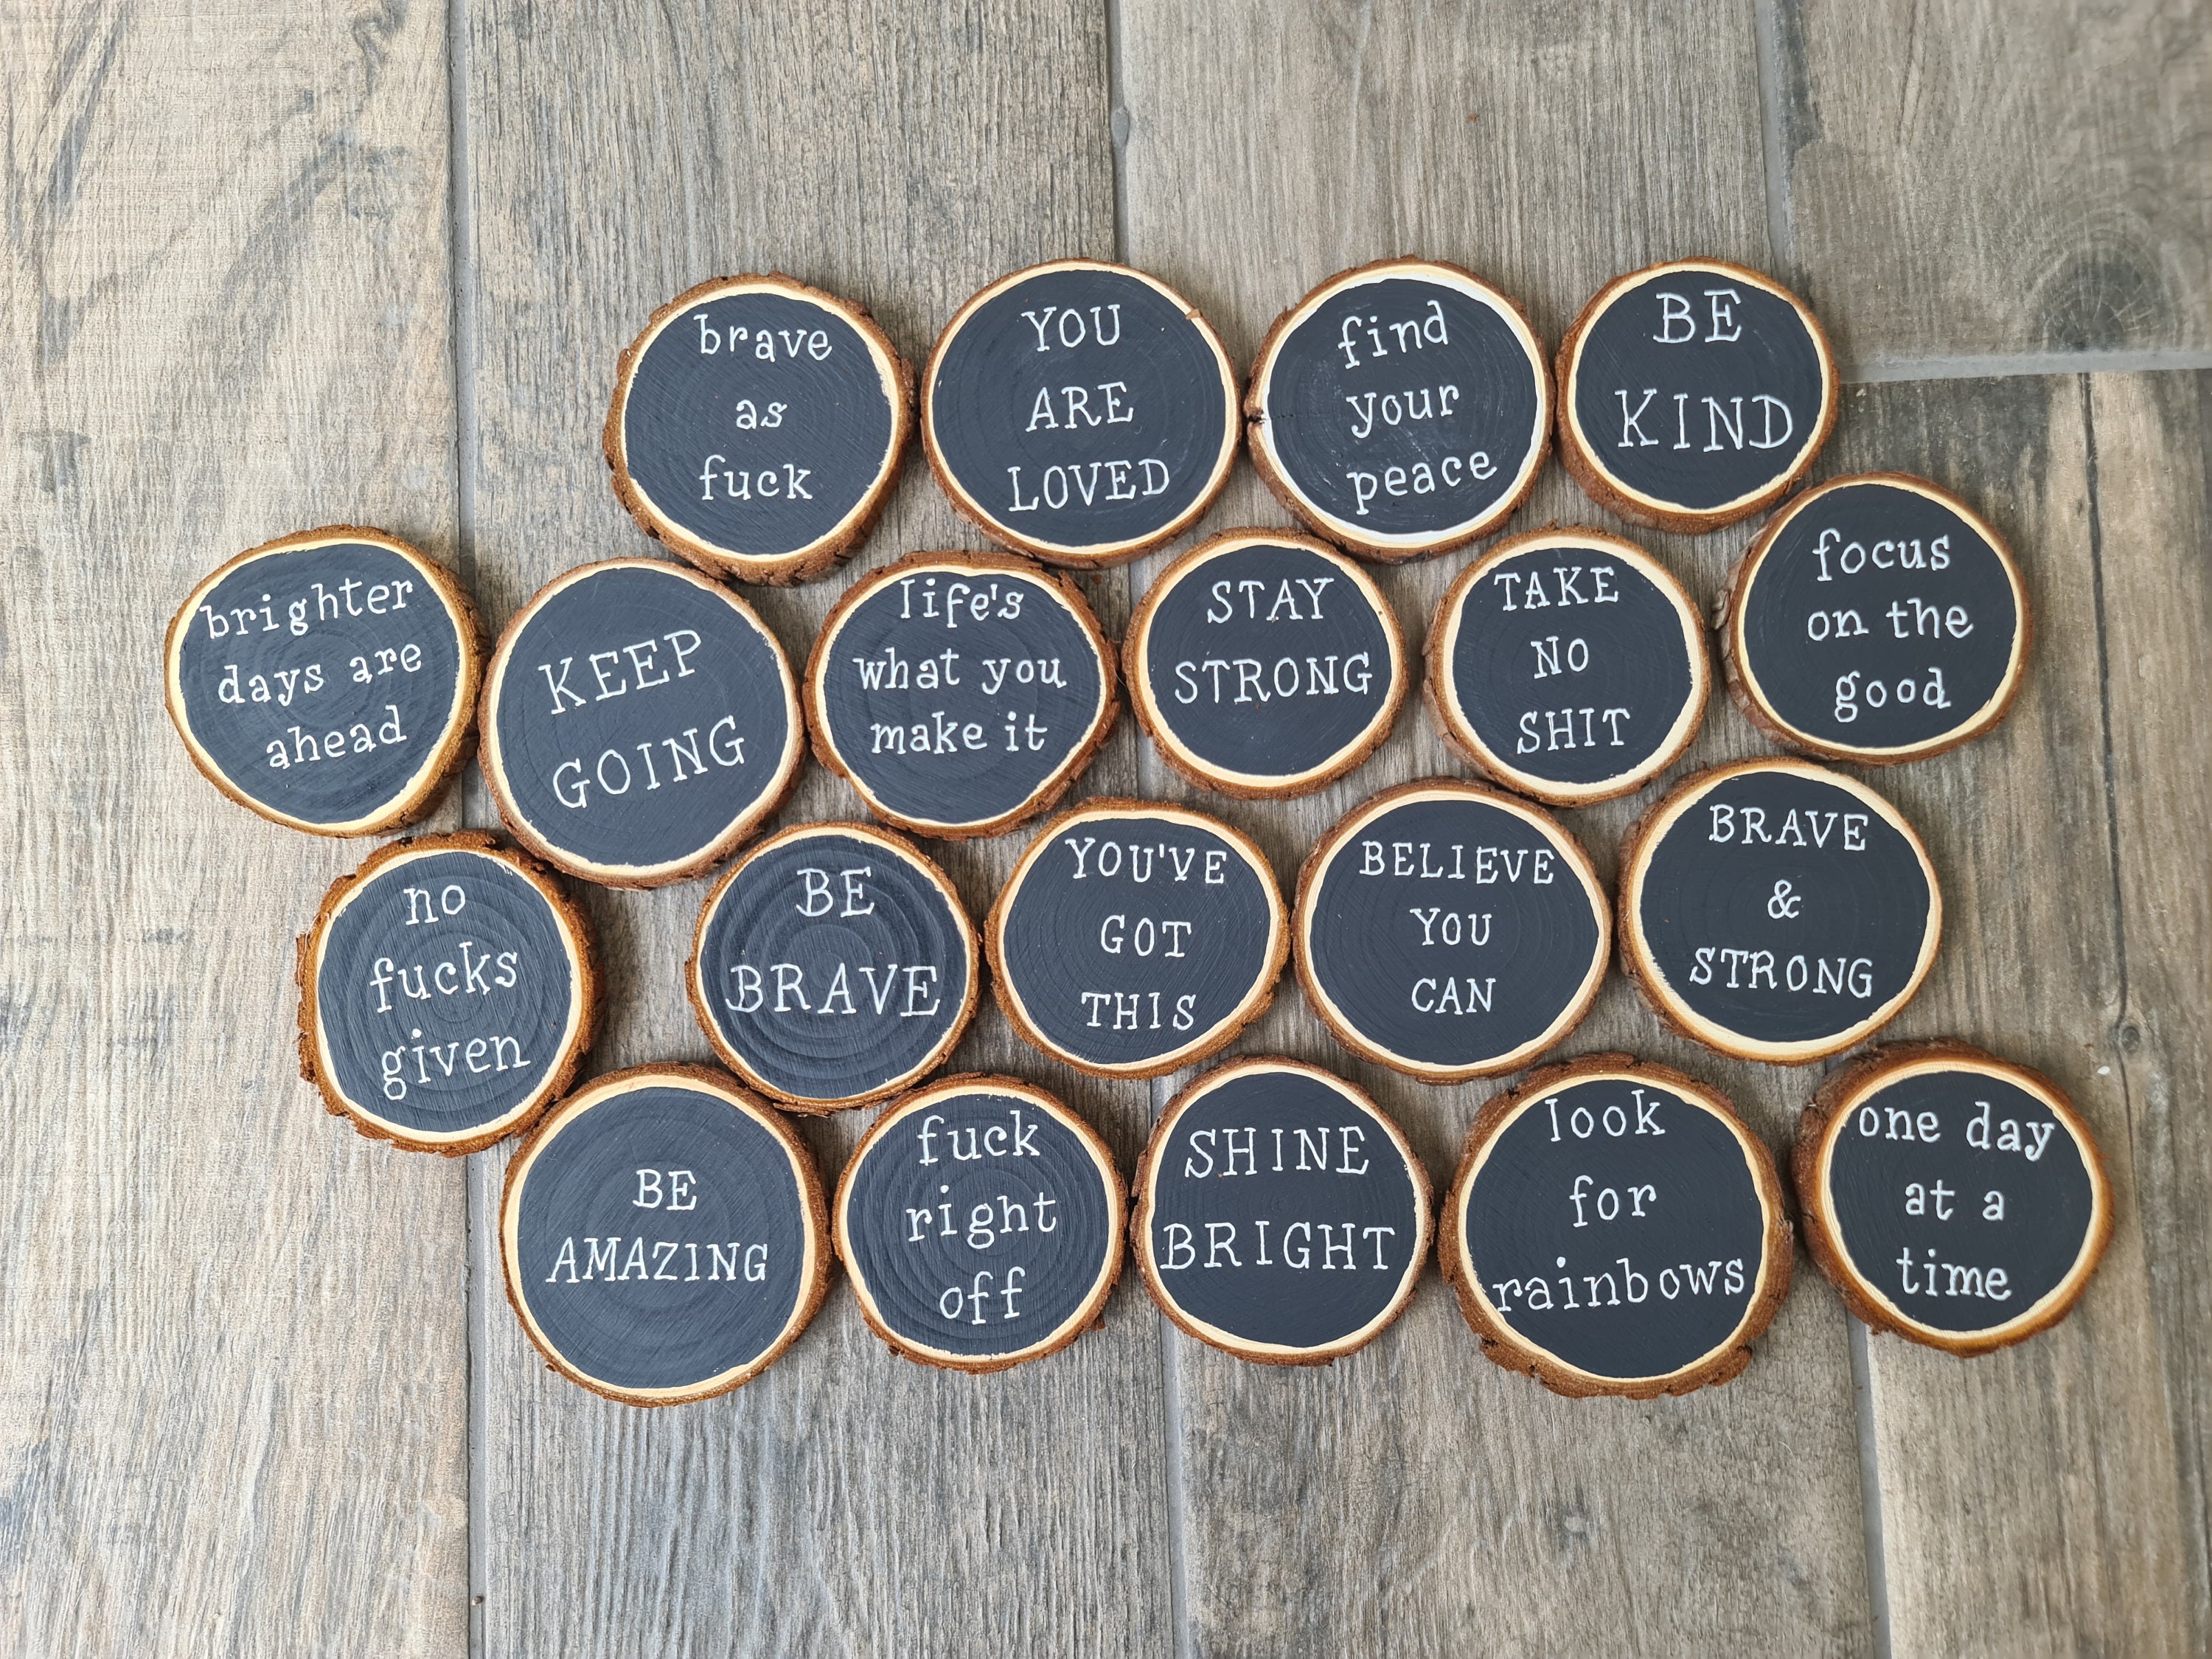 brave
as
fuck
YOU
ARE
LOVED
find
your
peace
BE
KIND
brighter
days are
ahead
KEEP
GOING
life's
what you
make it
STAY
STRONG
TAKE
NO
SHIT
focus
on the
good
no
fucks
given
BE
BRAVE
YOU'VE
GOT
THIS
BELIEVE
YOU
CAN
BRAVE
&
STRONG
BE
AMAZING
fuck
right
off
SHINE
BRIGHT
look
for
rainbows
one day
at a
time